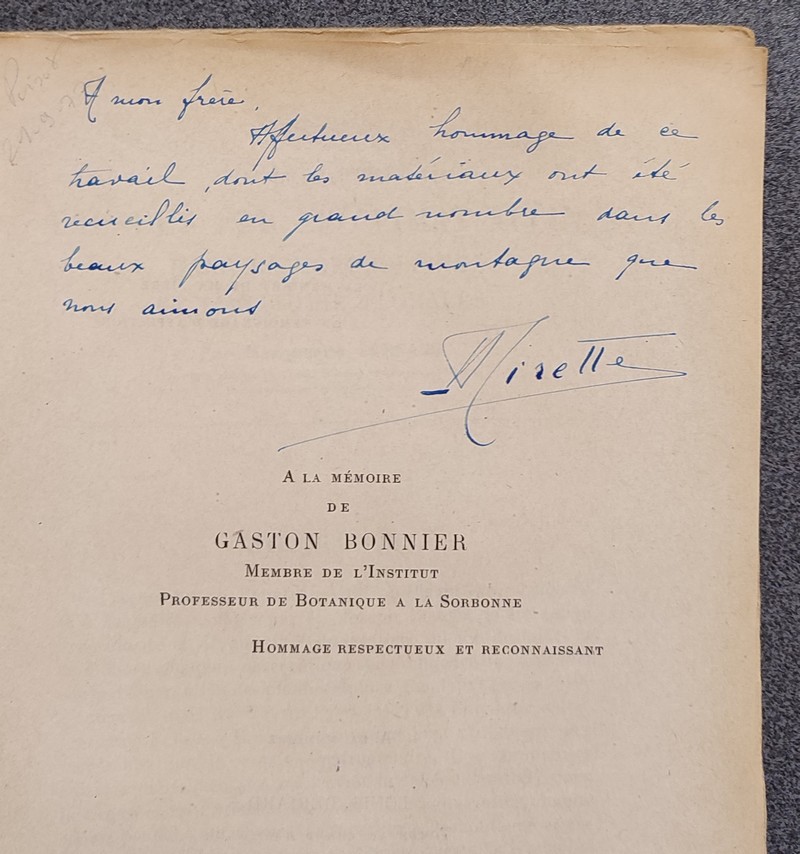 A mon frère,
Affectueux hommage de ce
travail, dont les matériaux ont été
recueillis en grand nombre dans les
beaux paysages de montagne que
nous aimons
Mirette
A LA MÉMOIRE
DE
GASTON BONNIER
MEMBRE DE L'INSTITUT
PROFESSEUR DE BOTANIQUE A LA SORBONNE
HOMMAGE RESPECTUEUX ET RECONNAISSANT